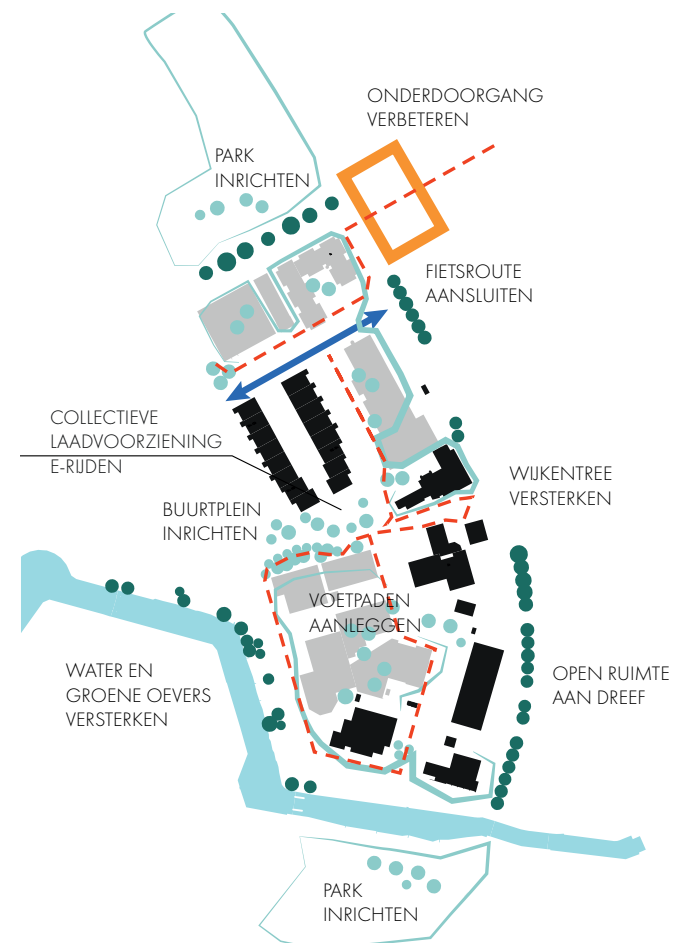 ONDERDOORGANG
VERBETEREN
PARK
INRICHTEN
FIETSROUTE
AANSLUITEN
COLLECTIEVE
LAADVOORZIENING
E-RIJDEN
WIJKENTREE
VERSTERKEN
BUURTPLEIN
INRICHTEN
VOETPADEN
AANLEGGEN
WATER EN
GROENE OEVERS
VERSTERKEN
OPEN RUIMTE
AAN DREEF
PARK
INRICHTEN